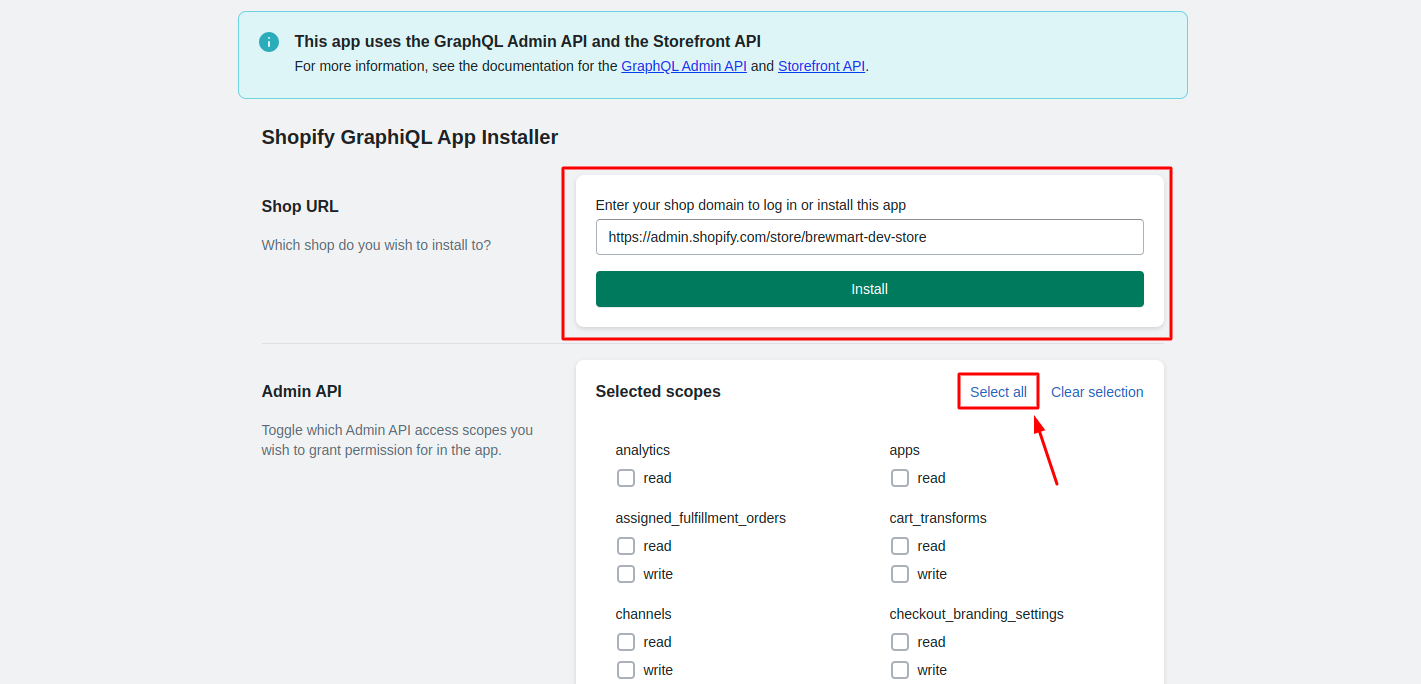 This app uses the GraphQL Admin API and the Storefront API
For more information, see the documentation for the GraphQL Admin API and Storefront API.
Shopify GraphiQL App Installer
Shop URL
Which shop do you wish to install to?
Enter your shop domain to log in or install this app
https://admin.shopify.com/store/brewmart-dev-store
Install
Admin API
Toggle which Admin API access scopes you
wish to grant permission for in the app.
Selected scopes
Select all
Clear selection
analytics
read
apps
read
assigned_fulfillment_orders
read
write
cart_transforms
read
write
channels
read
write
checkout_branding_settings
read
write